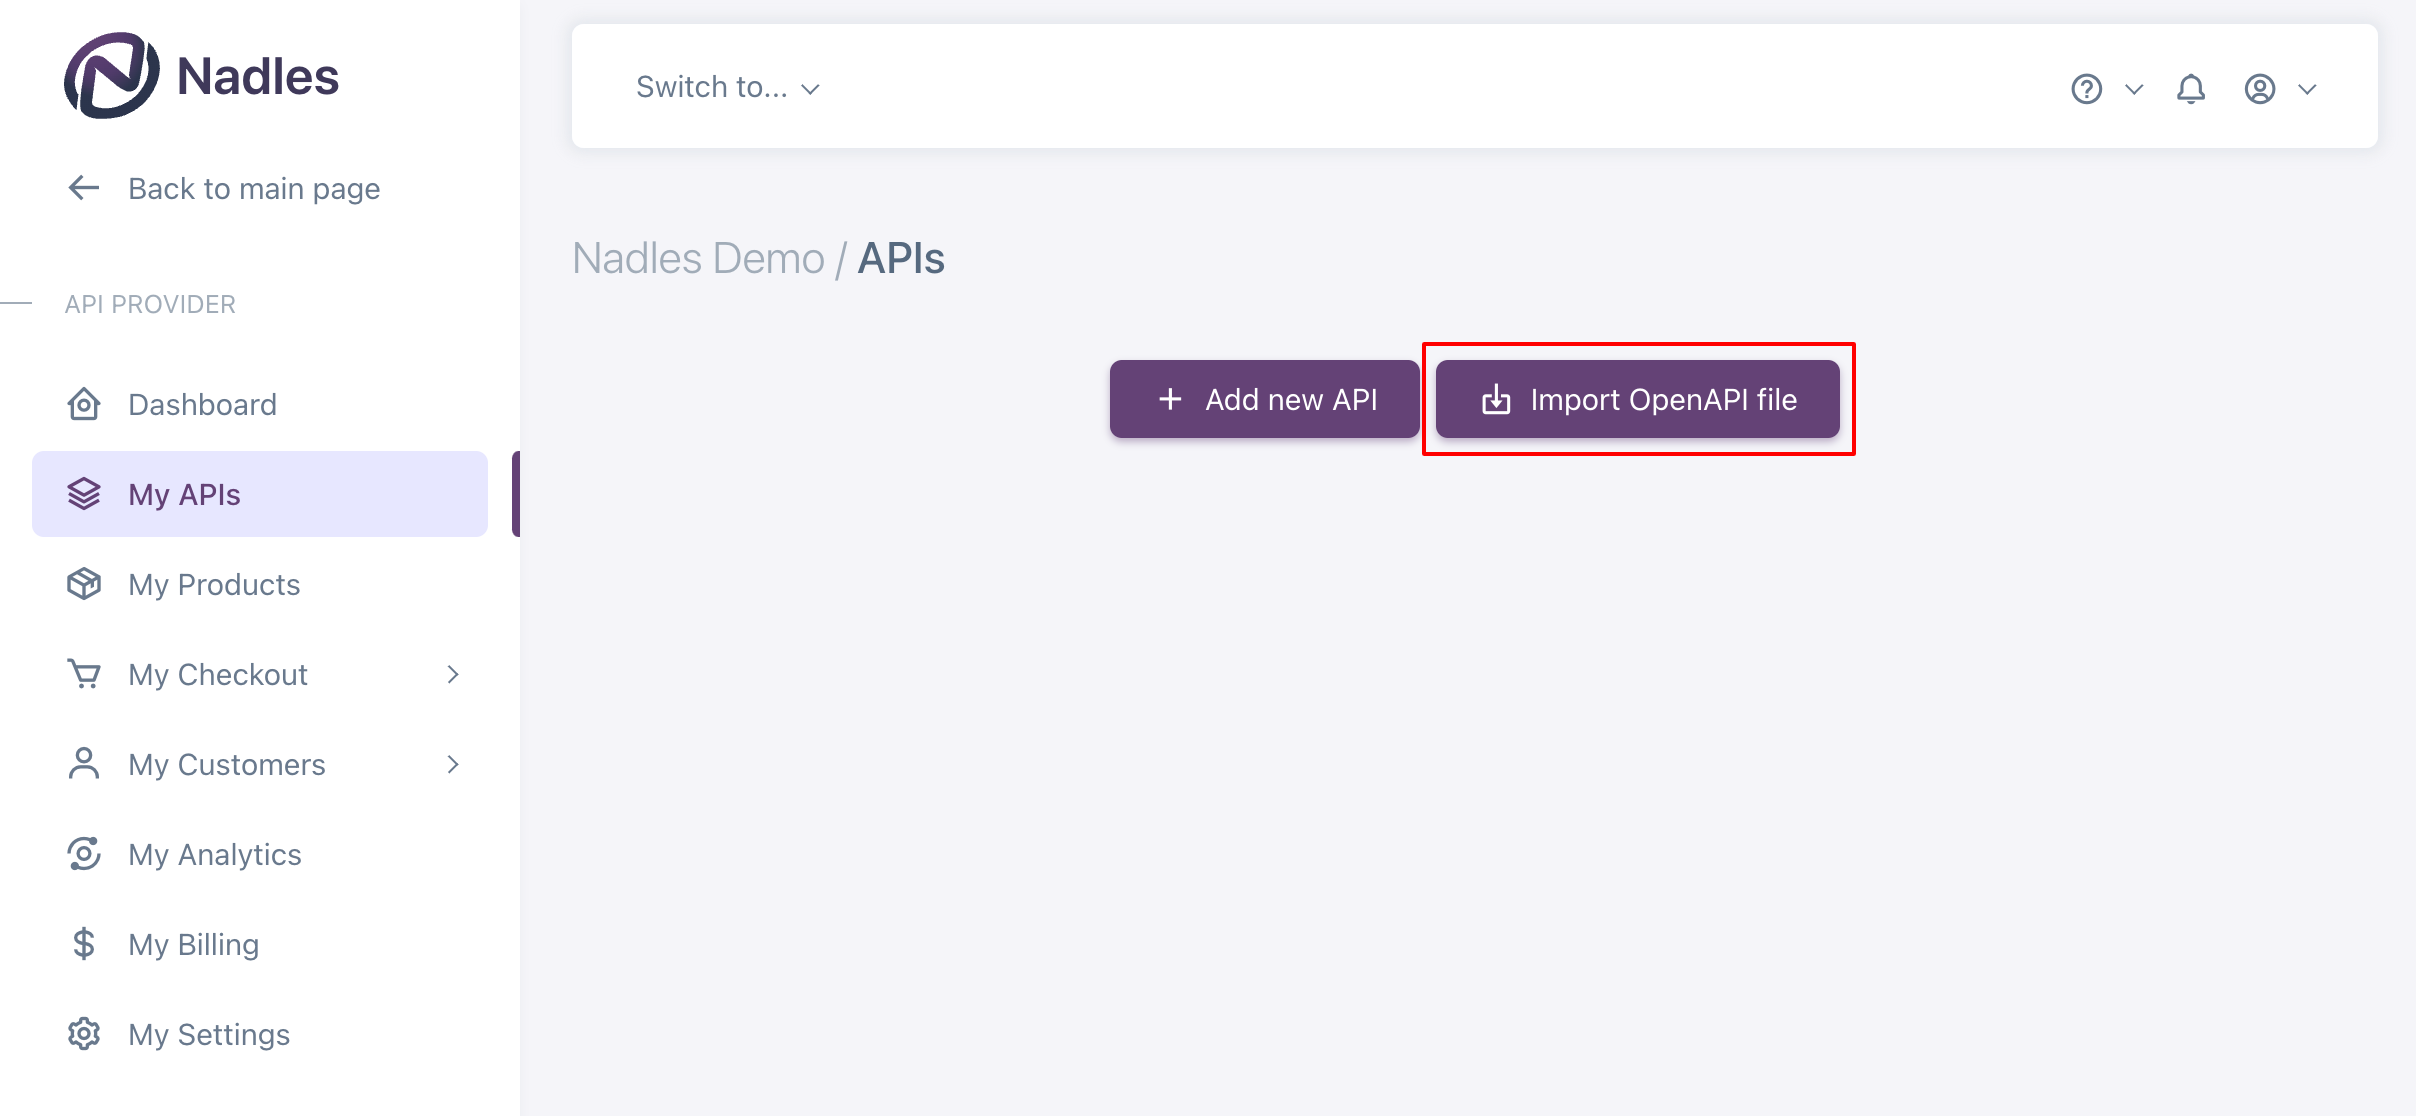 Nadles
Back to main page
API PROVIDER
Dashboard
My APIs
My Products
My Checkout
My Customers
My Analytics
My Billing
My Settings
Switch to...
Nadles Demo / APIs
Add new API
Import OpenAPI file